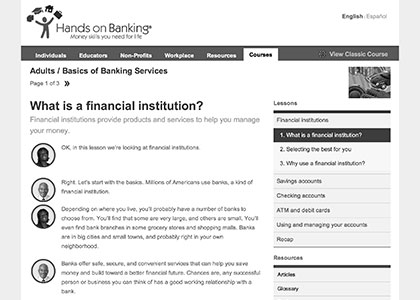 Hands on Banking®
Money skills you need for life
English | Español
Individuals Educators Non-Profits Workplace Resources Courses View Classic Course
Adults / Basics of Banking Services
Page 1 of 3
What is a financial institution?
Financial institutions provide products and services to help you manage
your money.
OK, in this lesson we're looking at financial institutions.
Right. Let's start with the basics. Millions of Americans use banks, a kind of
financial institution.
Depending on where you live, you'll probably have a number of banks to
choose from. You'll find that some are very large, and others are small. You'll
even find bank branches in some grocery stores and shopping malls. Banks
are in big cities and small towns, and probably right in your own
neighborhood.
Banks offer safe, secure, and convenient services that can help you save
money and build toward a better financial future. Chances are, any successful
person or business you can think of has a good working relationship with a
bank.
Lessons
Financial institutions
1. What is a financial institution?
2. Selecting the best for you
3. Why use a financial institution?
Savings accounts
Checking accounts
ATM and debit cards
Using and managing your accounts
Recap
Resources
Articles
Glossary